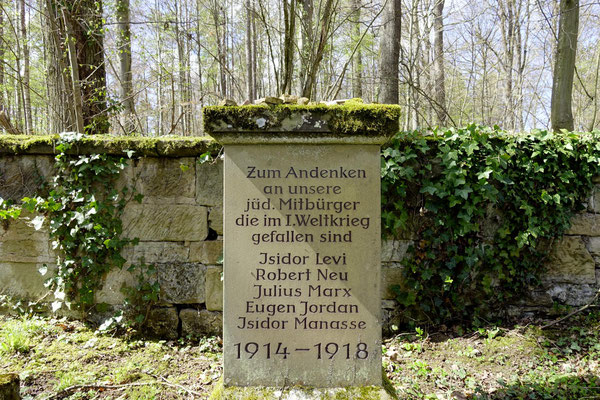 Zum Andenken
an unsere
jüd. Mitbürger
die im I. Weltkrieg
gefallen sind
Isidor Levi
Robert Neu
Julius Marx
Eugen Jordan
Isidor Manasse
1914–1918